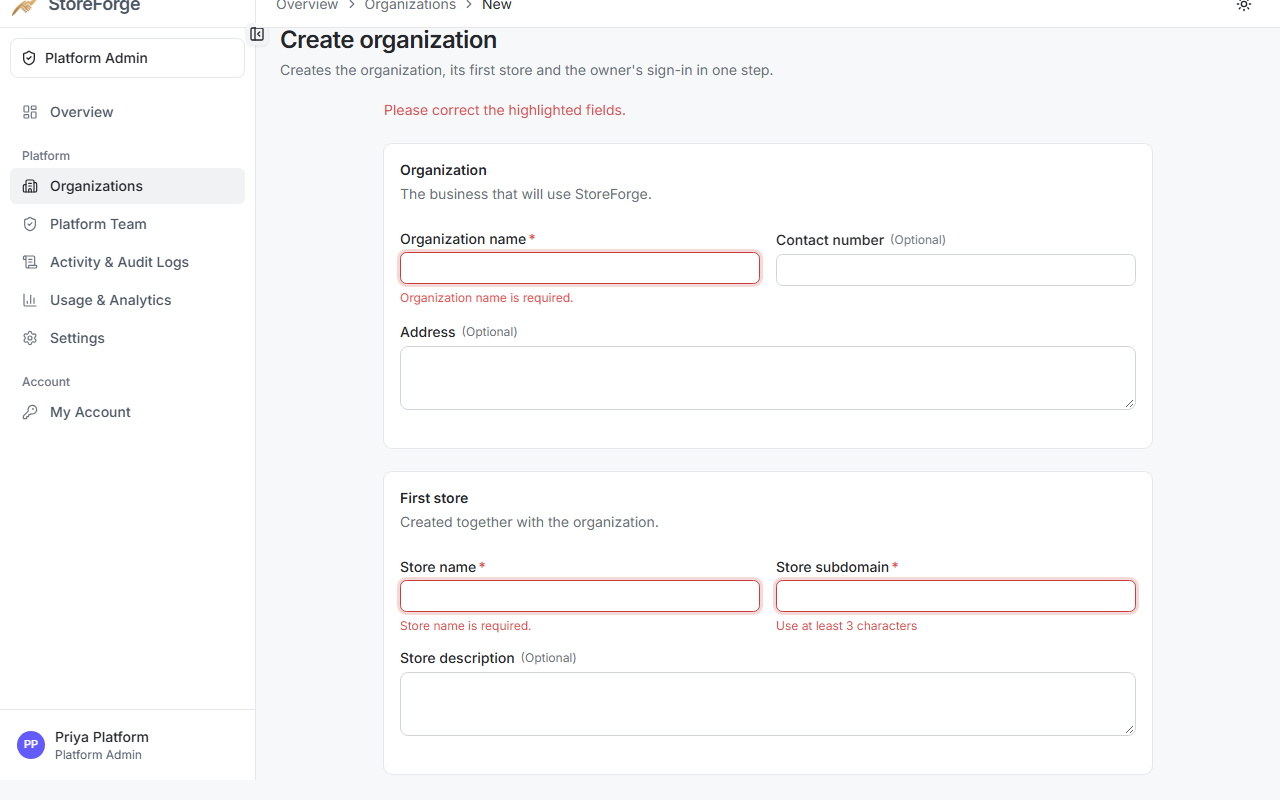 StoreForge
Overview > Organizations > New
Platform Admin
Overview
Platform
Organizations
Platform Team
Activity & Audit Logs
Usage & Analytics
Settings
Account
My Account
PP
Priya Platform
Platform Admin
Create organization
Creates the organization, its first store and the owner's sign-in in one step.
Please correct the highlighted fields.
Organization
The business that will use StoreForge.
Organization name *
Contact number (Optional)
Organization name is required.
Address (Optional)
First store
Created together with the organization.
Store name *
Store subdomain *
Store name is required.
Use at least 3 characters
Store description (Optional)